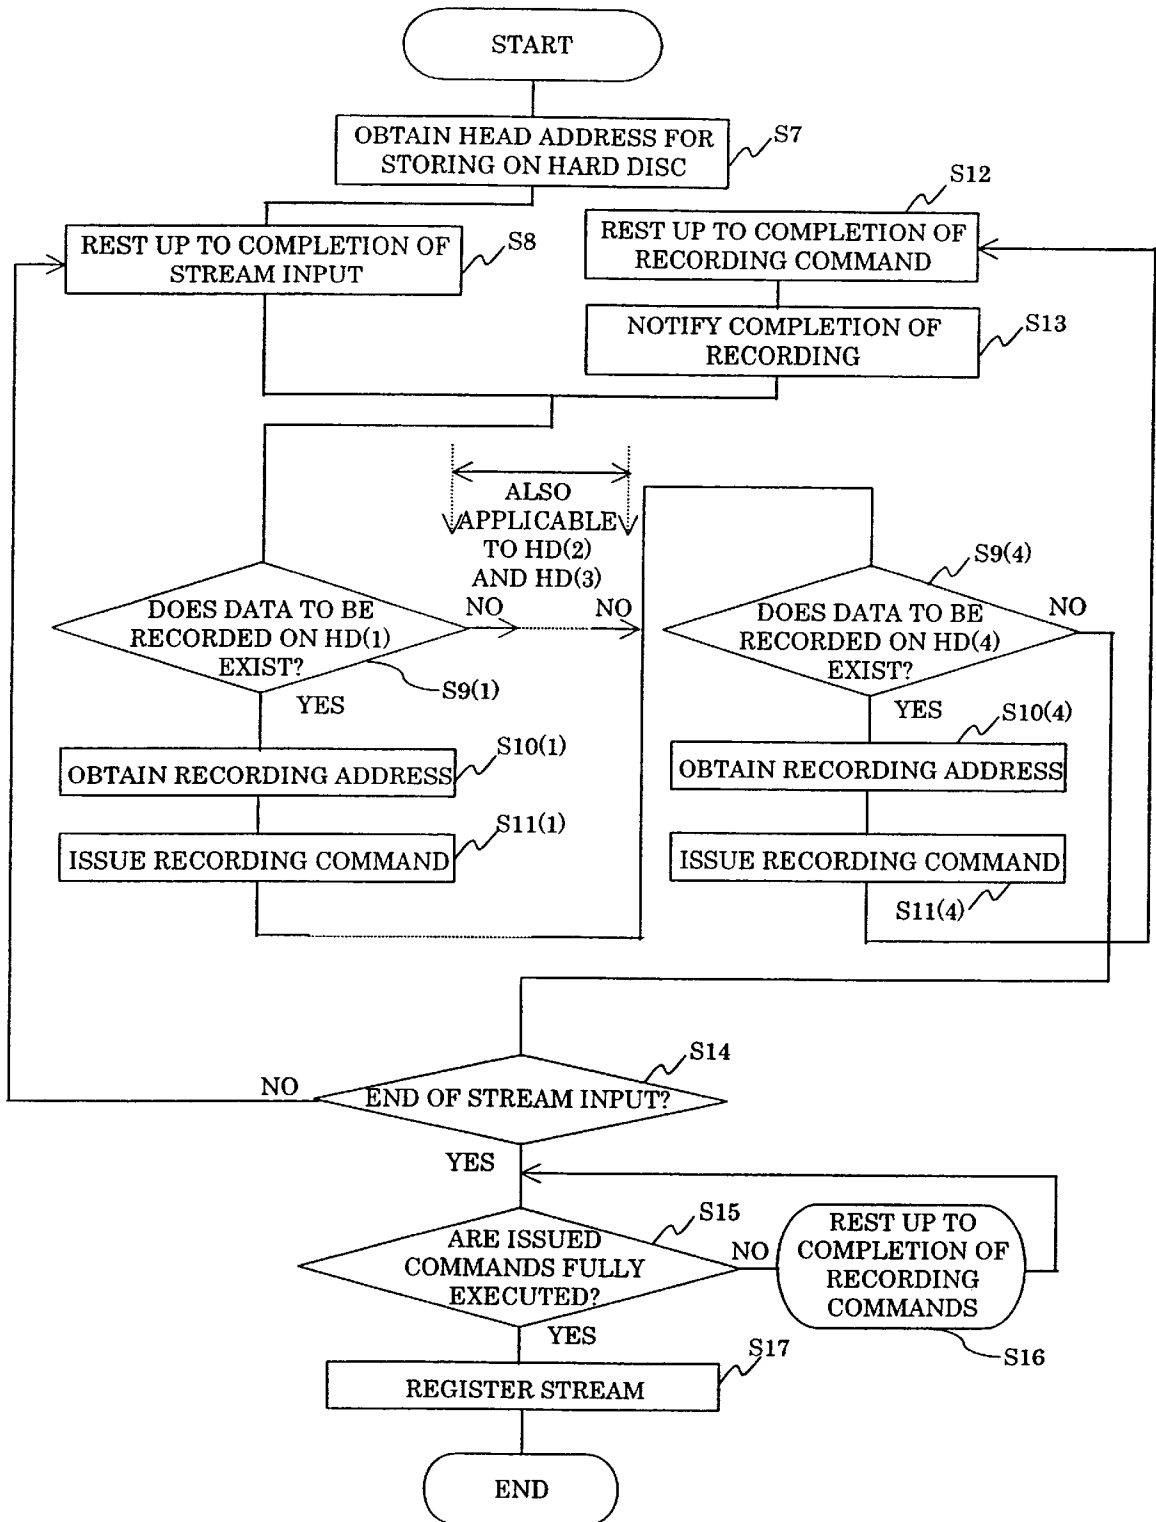 START
OBTAIN HEAD ADDRESS FOR
STORING ON HARD DISC
S7
REST UP TO COMPLETION OF
STREAM INPUT
S8
S12
REST UP TO COMPLETION OF
RECORDING COMMAND
NOTIFY COMPLETION OF
RECORDING
S13
ALSO
APPLICABLE
TO HD(2)
AND HD(3)
NO
NO
DOES DATA TO BE
RECORDED ON HD(1)
EXIST?
S9(1)
YES
S10(1)
OBTAIN RECORDING ADDRESS
S11(1)
ISSUE RECORDING COMMAND
S9(4)
DOES DATA TO BE
RECORDED ON HD(4)
EXIST?
NO
YES
S10(4)
OBTAIN RECORDING ADDRESS
ISSUE RECORDING COMMAND
S11(4)
S14
END OF STREAM INPUT?
NO
YES
S15
ARE ISSUED
COMMANDS FULLY
EXECUTED?
NO
REST UP TO
COMPLETION OF
RECORDING
COMMANDS
S16
YES
S17
REGISTER STREAM
END